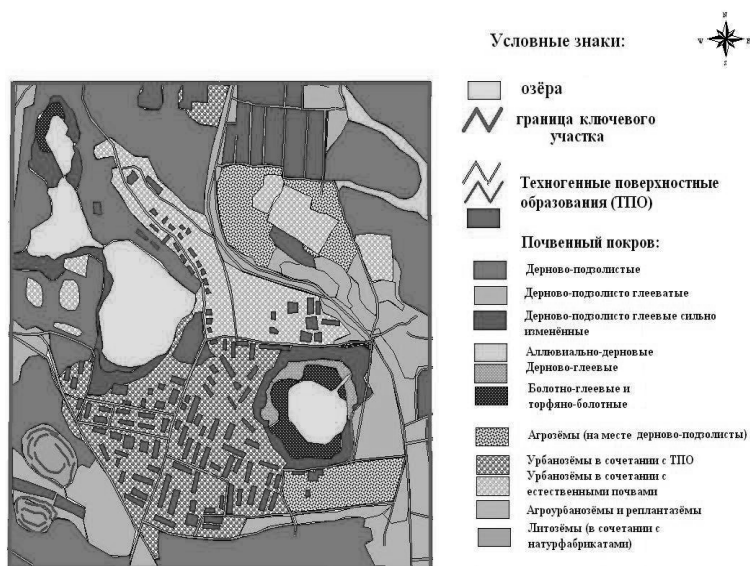 N
W
E
S
Условные знаки:
озёра
граница ключевого
участка
Техногенные поверхностные
образования (ТПО)
Почвенный покров:
Дерново-подзолистые
Дерново-подзолисто глееватые
Дерново-подзолисто глеевые сильно
изменённые
Аллювиально-дерновые
Дерново-глеевые
Болотно-глеевые и
торфяно-болотные
Агрозёмы (на месте дерново-подзолисты)
Урбанозёмы в сочетании с ТПО
Урбанозёмы в сочетании с
естественными почвами
Агроурбанозёмы и реплантазёмы
Литозёмы (в сочетании с
натурфабрикатами)